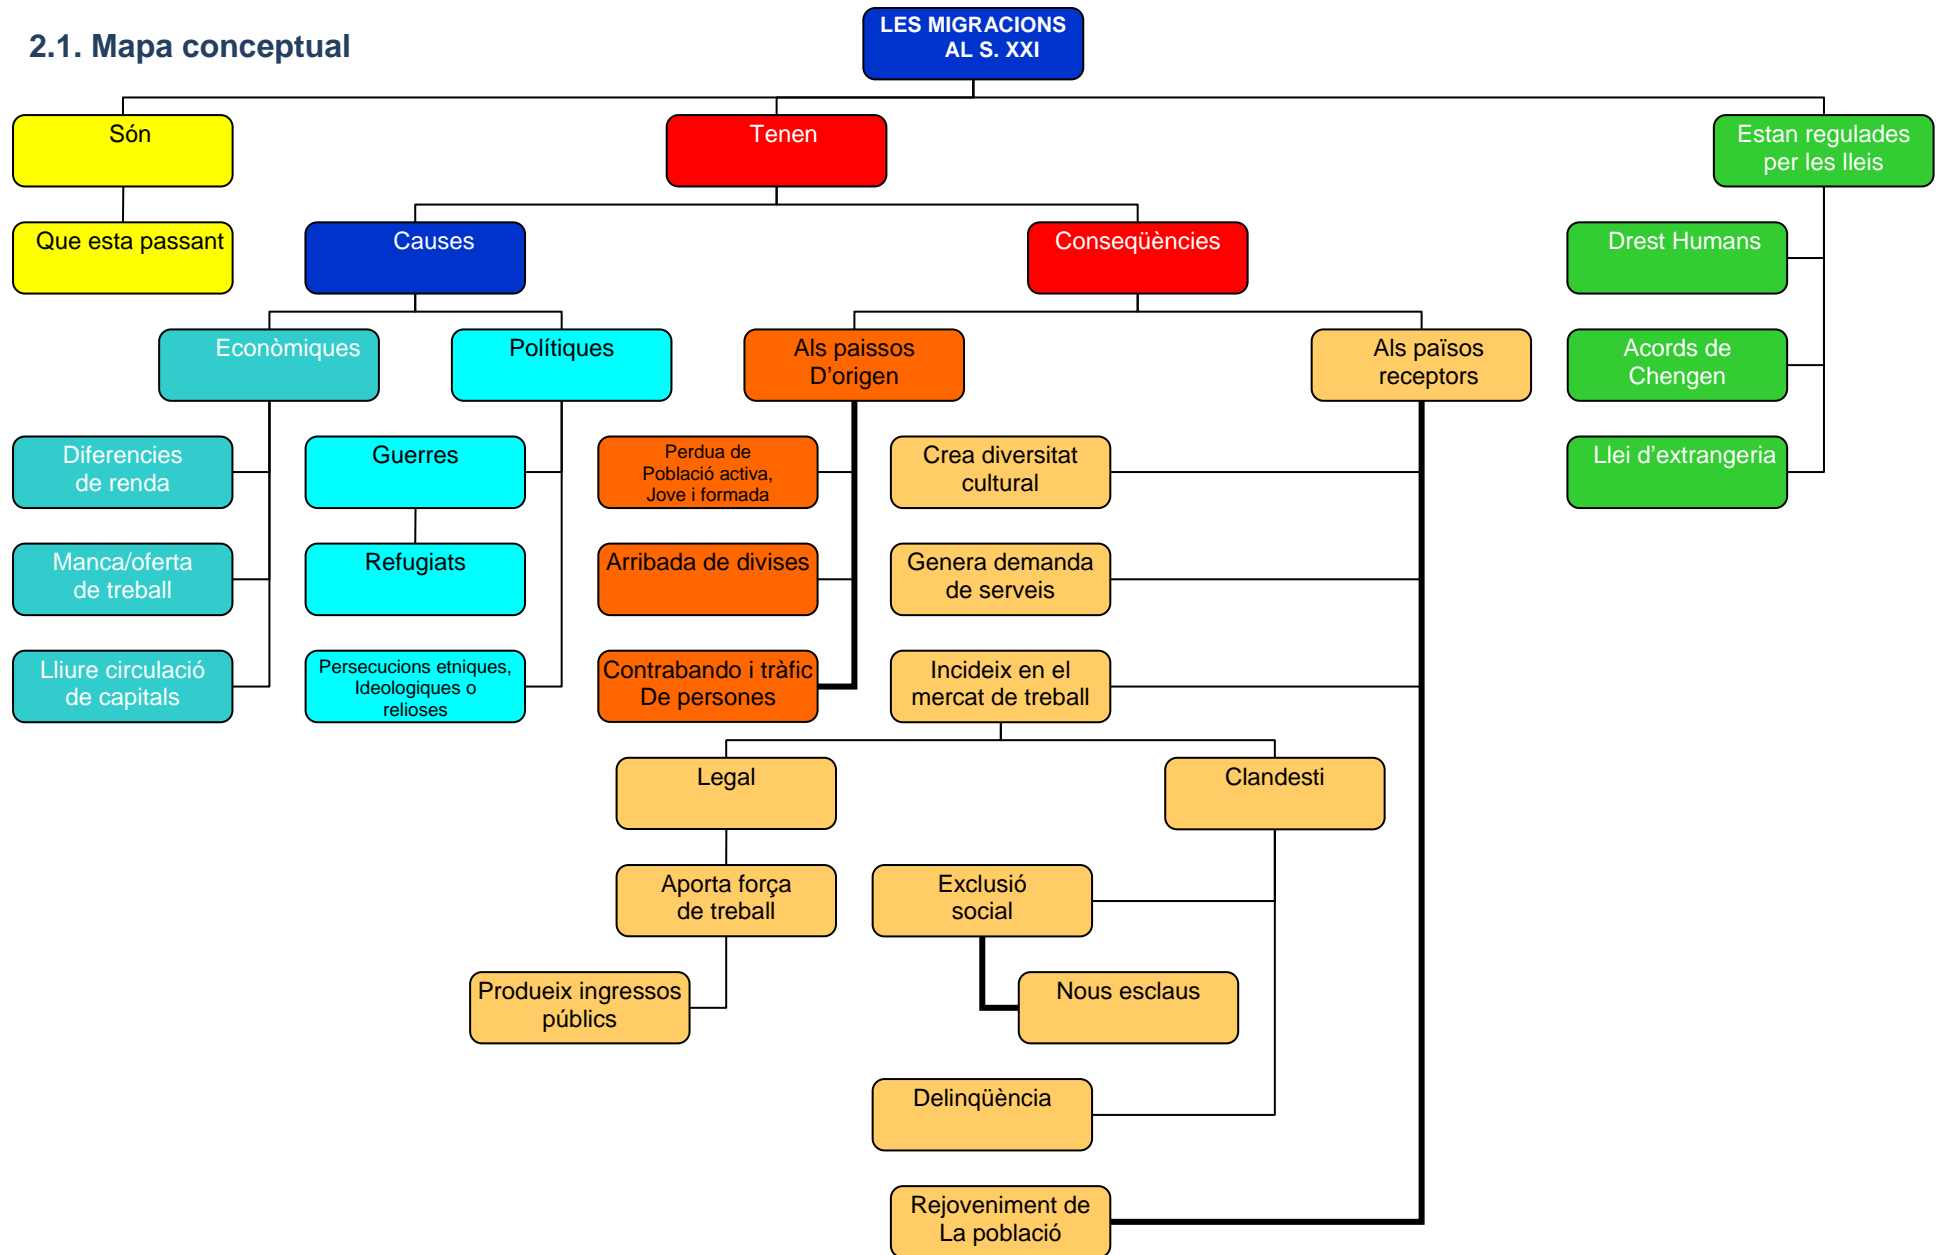 2.1. Mapa conceptual
LES MIGRACIONS
AL S. XXI
Són
Tenen
Estan regulades
per les lleis
Que esta passant
Causes
Conseqüències
Drest Humans
Econòmiques
Polítiques
Als paissos
D'origen
Als països
receptors
Acords de
Chengen
Diferencies
de renda
Guerres
Perdua de
Població activa,
Jove i formada
Crea diversitat
cultural
Llei d'extrangeria
Manca/oferta
de treball
Refugiats
Arribada de divises
Genera demanda
de serveis
Lliure circulació
de capitals
Persecucions etniques,
Ideologiques o
relioses
Contrabando i tràfic
De persones
Incideix en el
mercat de treball
Legal
Clandesti
Aporta força
de treball
Exclusió
social
Produeix ingressos
públics
Nous esclaus
Delinqüència
Rejoveniment de
La població